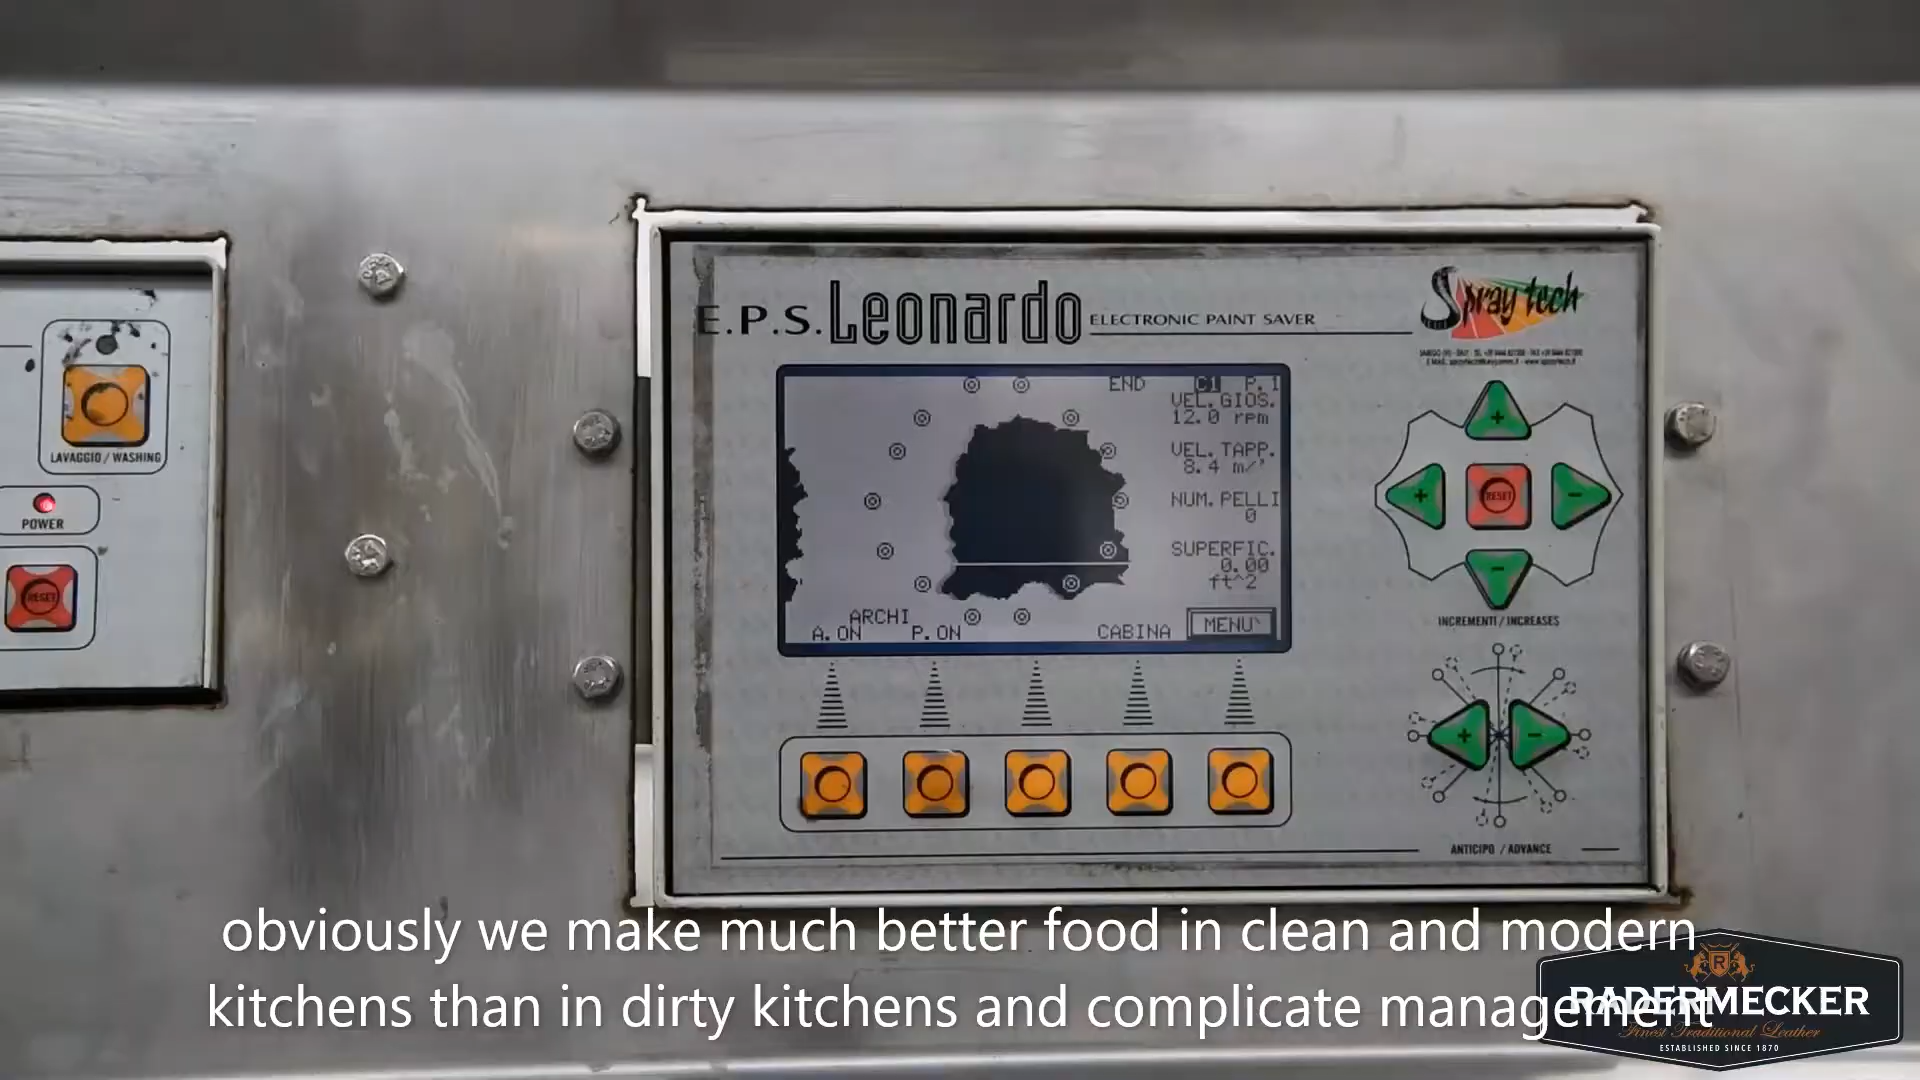 E.P.S. Leonardo ELECTRONIC PAINT SAVER
Spray tech
LAVAGGIO / WASHING
POWER
RESET
END C1 P.1
VEL.GIOS.
12.0 rpm
VEL.TAPP.
8.4 m/'
NUM.PELLI
0
SUPERFIC.
0.00
ft^2
ARCHI
A.ON P.ON CABINA MENU`
+
+ RESET -
-
INCREMENTI / INCREASES
+ -
ANTICIPO / ADVANCE
obviously we make much better food in clean and modern
kitchens than in dirty kitchens and complicate management
R
RADERMECKER
Finest Traditional Leather
ESTABLISHED SINCE 1870